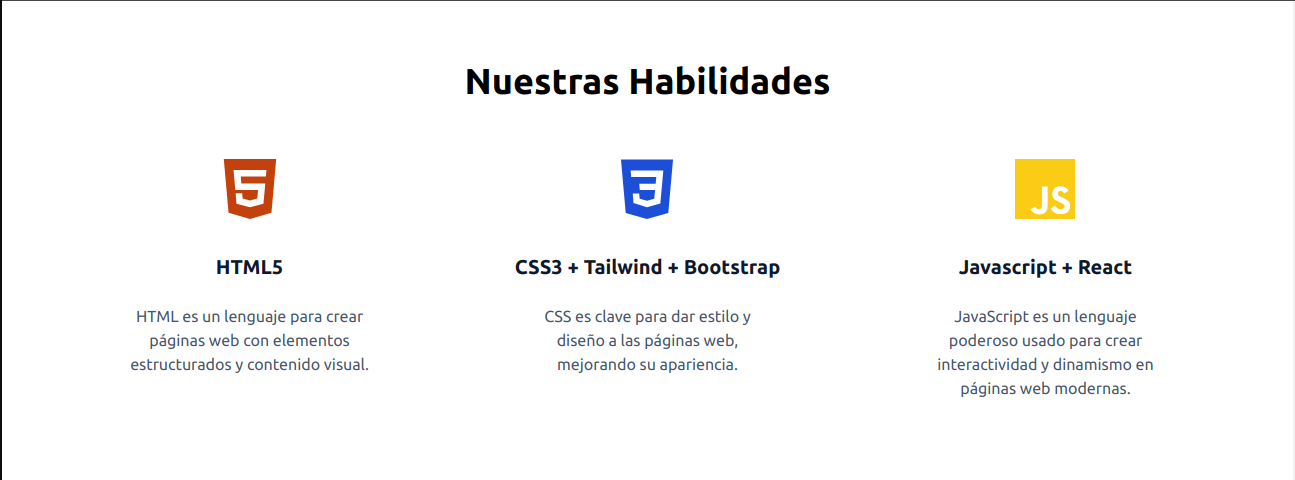 Nuestras Habilidades
JS
HTML5
CSS3 + Tailwind + Bootstrap
Javascript + React
HTML es un lenguaje para crear
páginas web con elementos
estructurados y contenido visual.
CSS es clave para dar estilo y
diseño a las páginas web,
mejorando su apariencia.
JavaScript es un lenguaje
poderoso usado para crear
interactividad y dinamismo en
páginas web modernas.